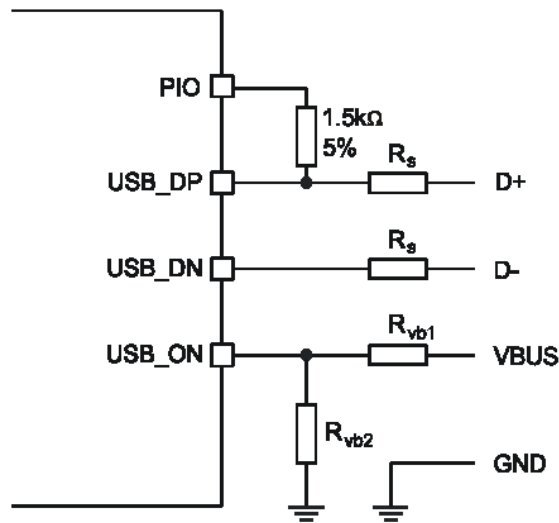 PIO
1.5kΩ
5%
USB_DP
Rs
D+
USB_DN
Rs
D-
USB_ON
Rvb1
VBUS
Rvb2
GND